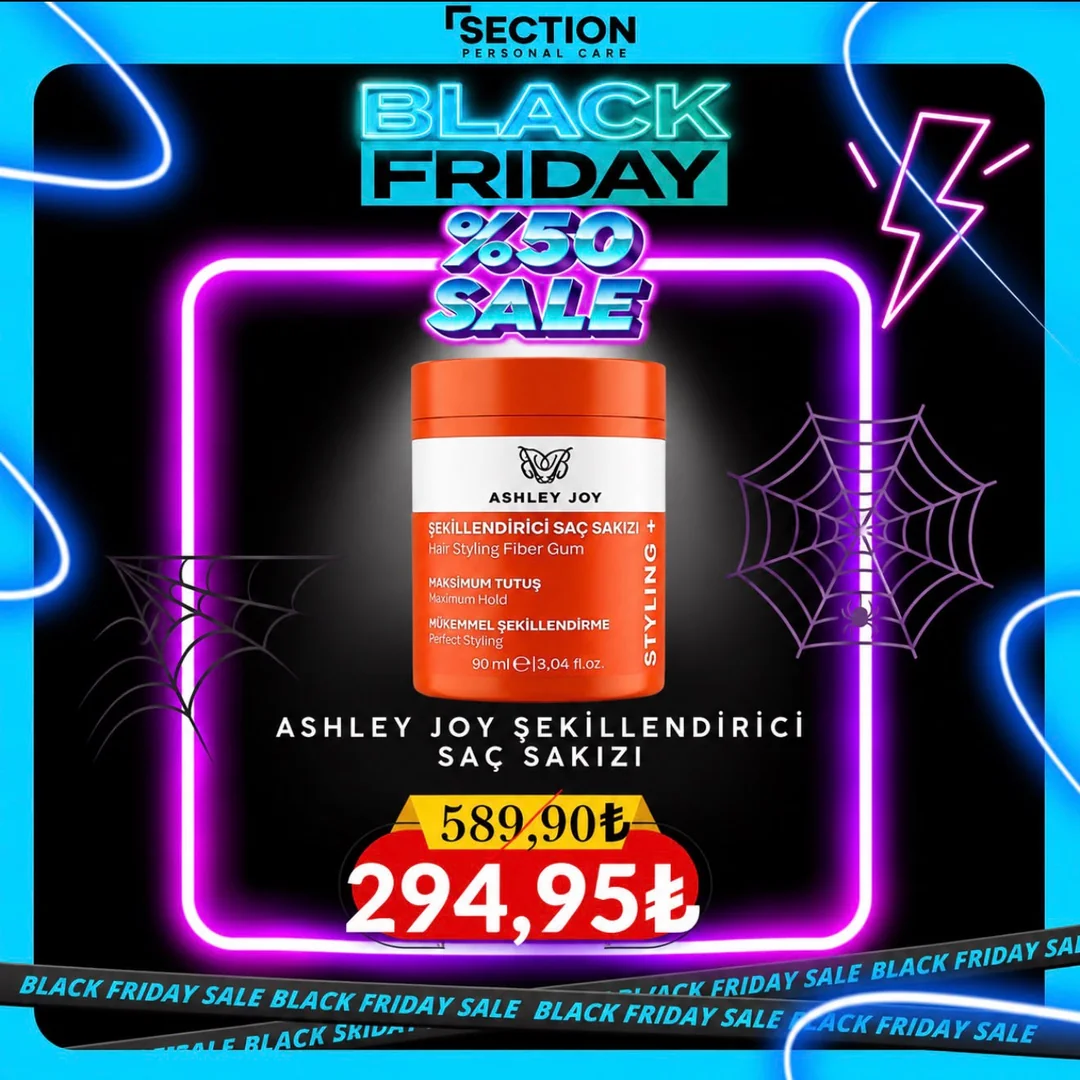 SECTION
PERSONAL CARE
BLACK
FRIDAY
%50
SALE
ASHLEY JOY
ŞEKİLLENDİRİCİ SAÇ SAKIZI
Hair Styling Fiber Gum
MAKSİMUM TUTUŞ
Maximum Hold
MÜKEMMEL ŞEKİLLENDİRME
Perfect Styling
90 ml ℮|3,04 fl.oz.
STYLING +
ASHLEY JOY ŞEKİLLENDİRİCİ
SAÇ SAKIZI
589,90₺
294,95₺
BLACK FRIDAY SALE BLACK FRIDAY SALE BLACK FRIDAY SALE BLACK FRIDAY SALE
BLACK FRIDAY SALE BLACK FRIDAY SAL
SALE BLACK SRIDAY